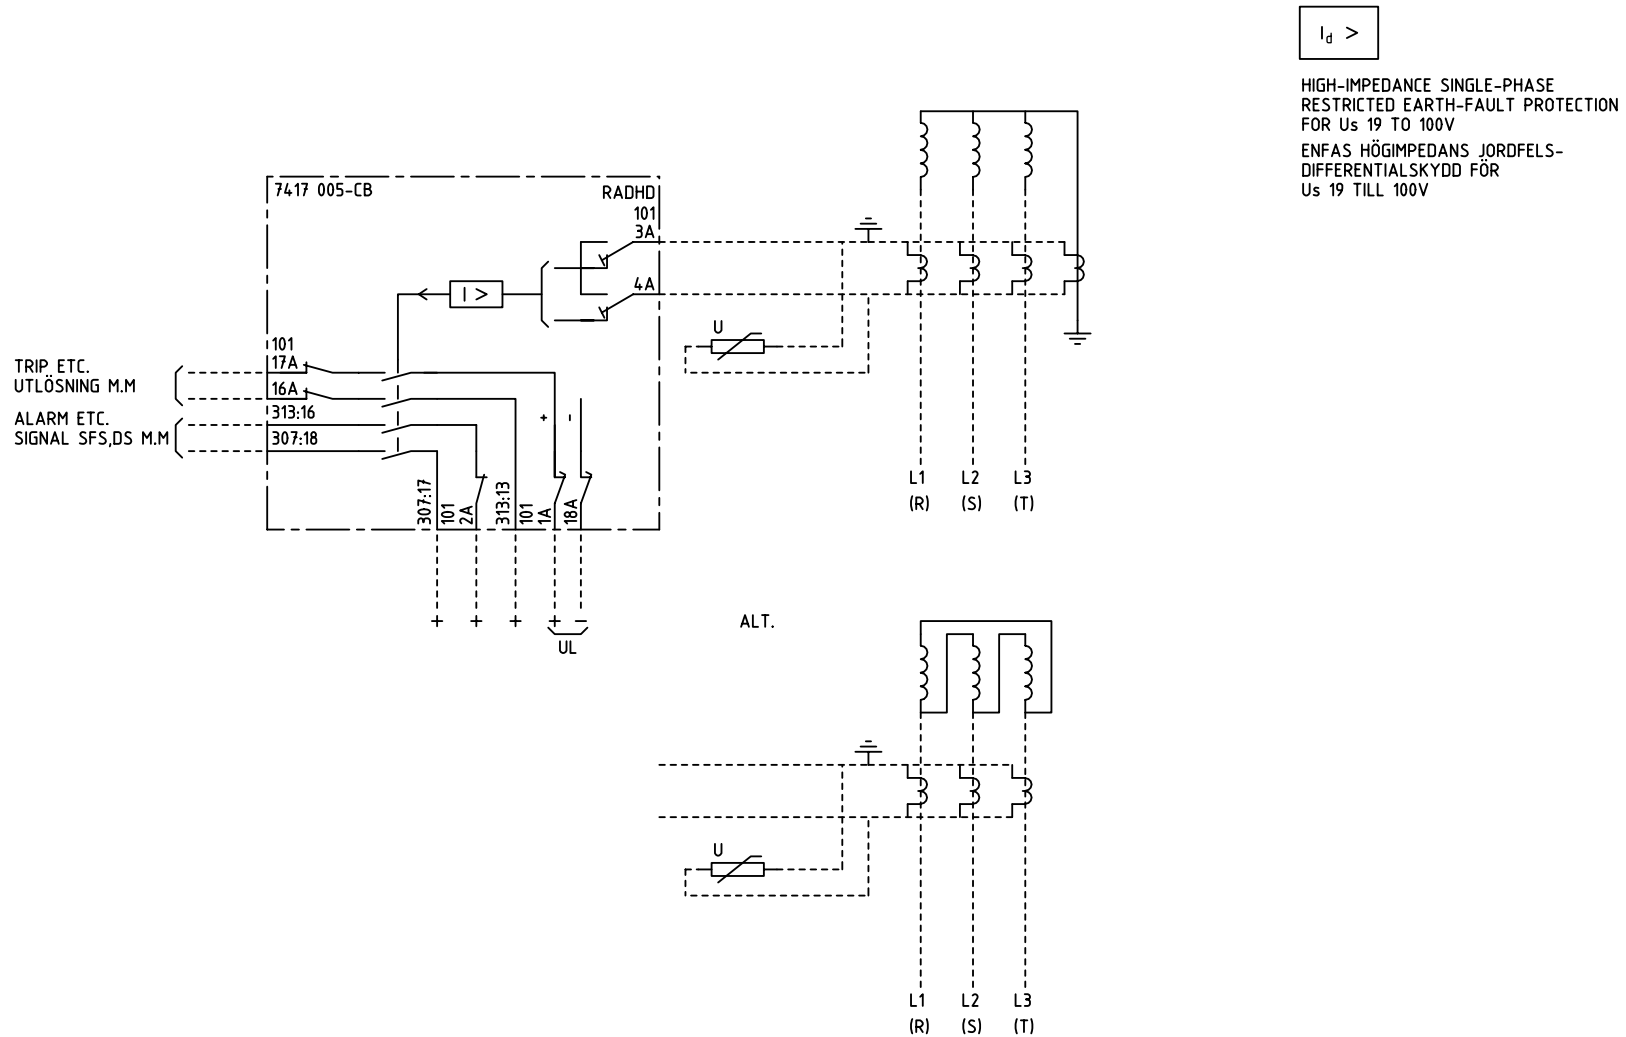 Id >
HIGH-IMPEDANCE SINGLE-PHASE
RESTRICTED EARTH-FAULT PROTECTION
FOR Us 19 TO 100V
ENFAS HÖGIMPEDANS JORDFELS-
DIFFERENTIALSKYDD FÖR
Us 19 TILL 100V
7417 005-CB
RADHD
101
3A
4A
I >
U
101
17A
16A
313:16
307:18
TRIP ETC.
UTLÖSNING M.M
ALARM ETC.
SIGNAL SFS,DS M.M
+ -
307:17
101
2A
313:13
101
1A
18A
+ + + + -
UL
L1 L2 L3
(R) (S) (T)
ALT.
U
L1 L2 L3
(R) (S) (T)